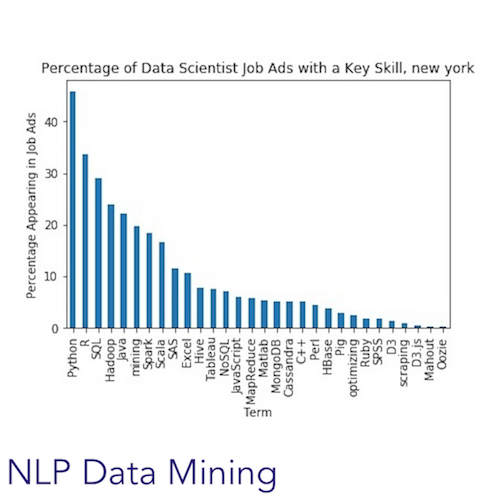 Percentage of Data Scientist Job Ads with a Key Skill, new york
Percentage Appearing in Job Ads
40
30
20
10
0
Python
R
SQL
Hadoop
Java
mining
Spark
Scala
SAS
Excel
Hive
Tableau
NoSQL
JavaScript
MapReduce
Matlab
MongoDB
Cassandra
C++
Perl
HBase
Pig
optimizing
Ruby
SPSS
D3
scraping
D3.js
Mahout
Oozie
Term
NLP Data Mining